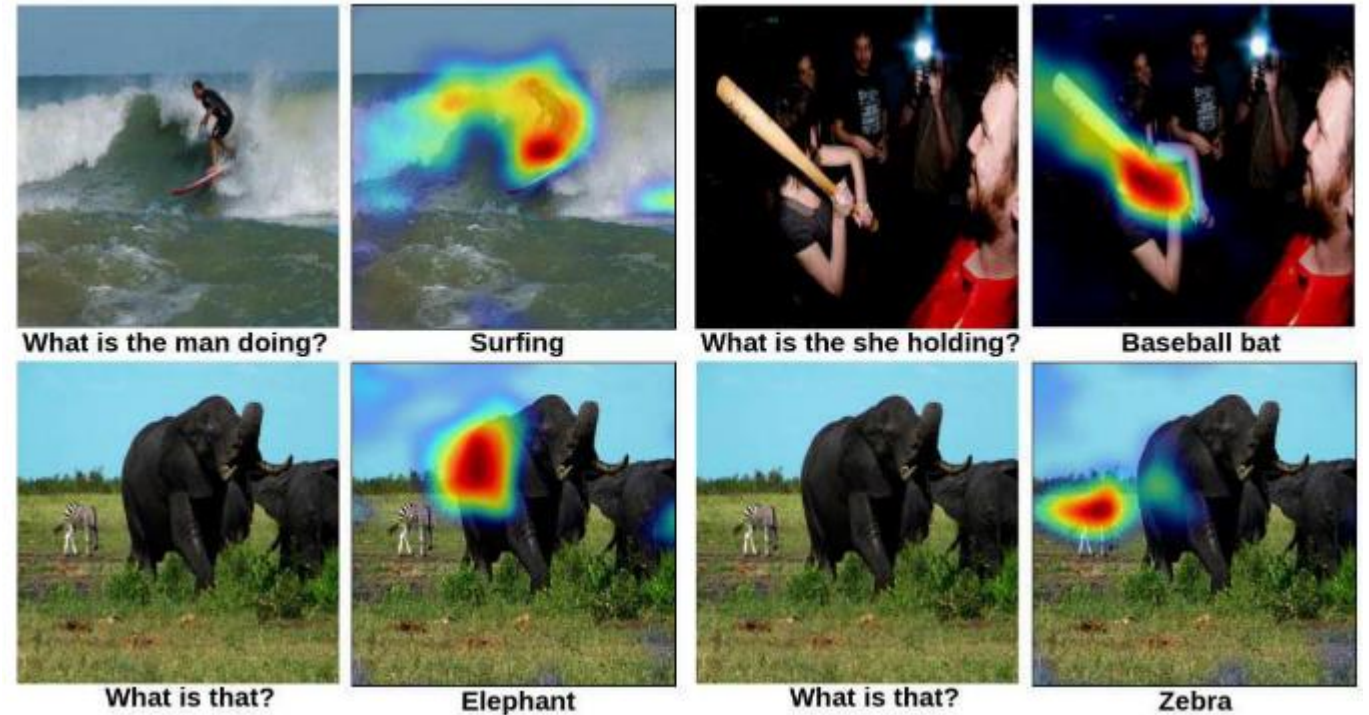 What is the man doing?
Surfing
What is the she holding?
Baseball bat
What is that?
Elephant
What is that?
Zebra